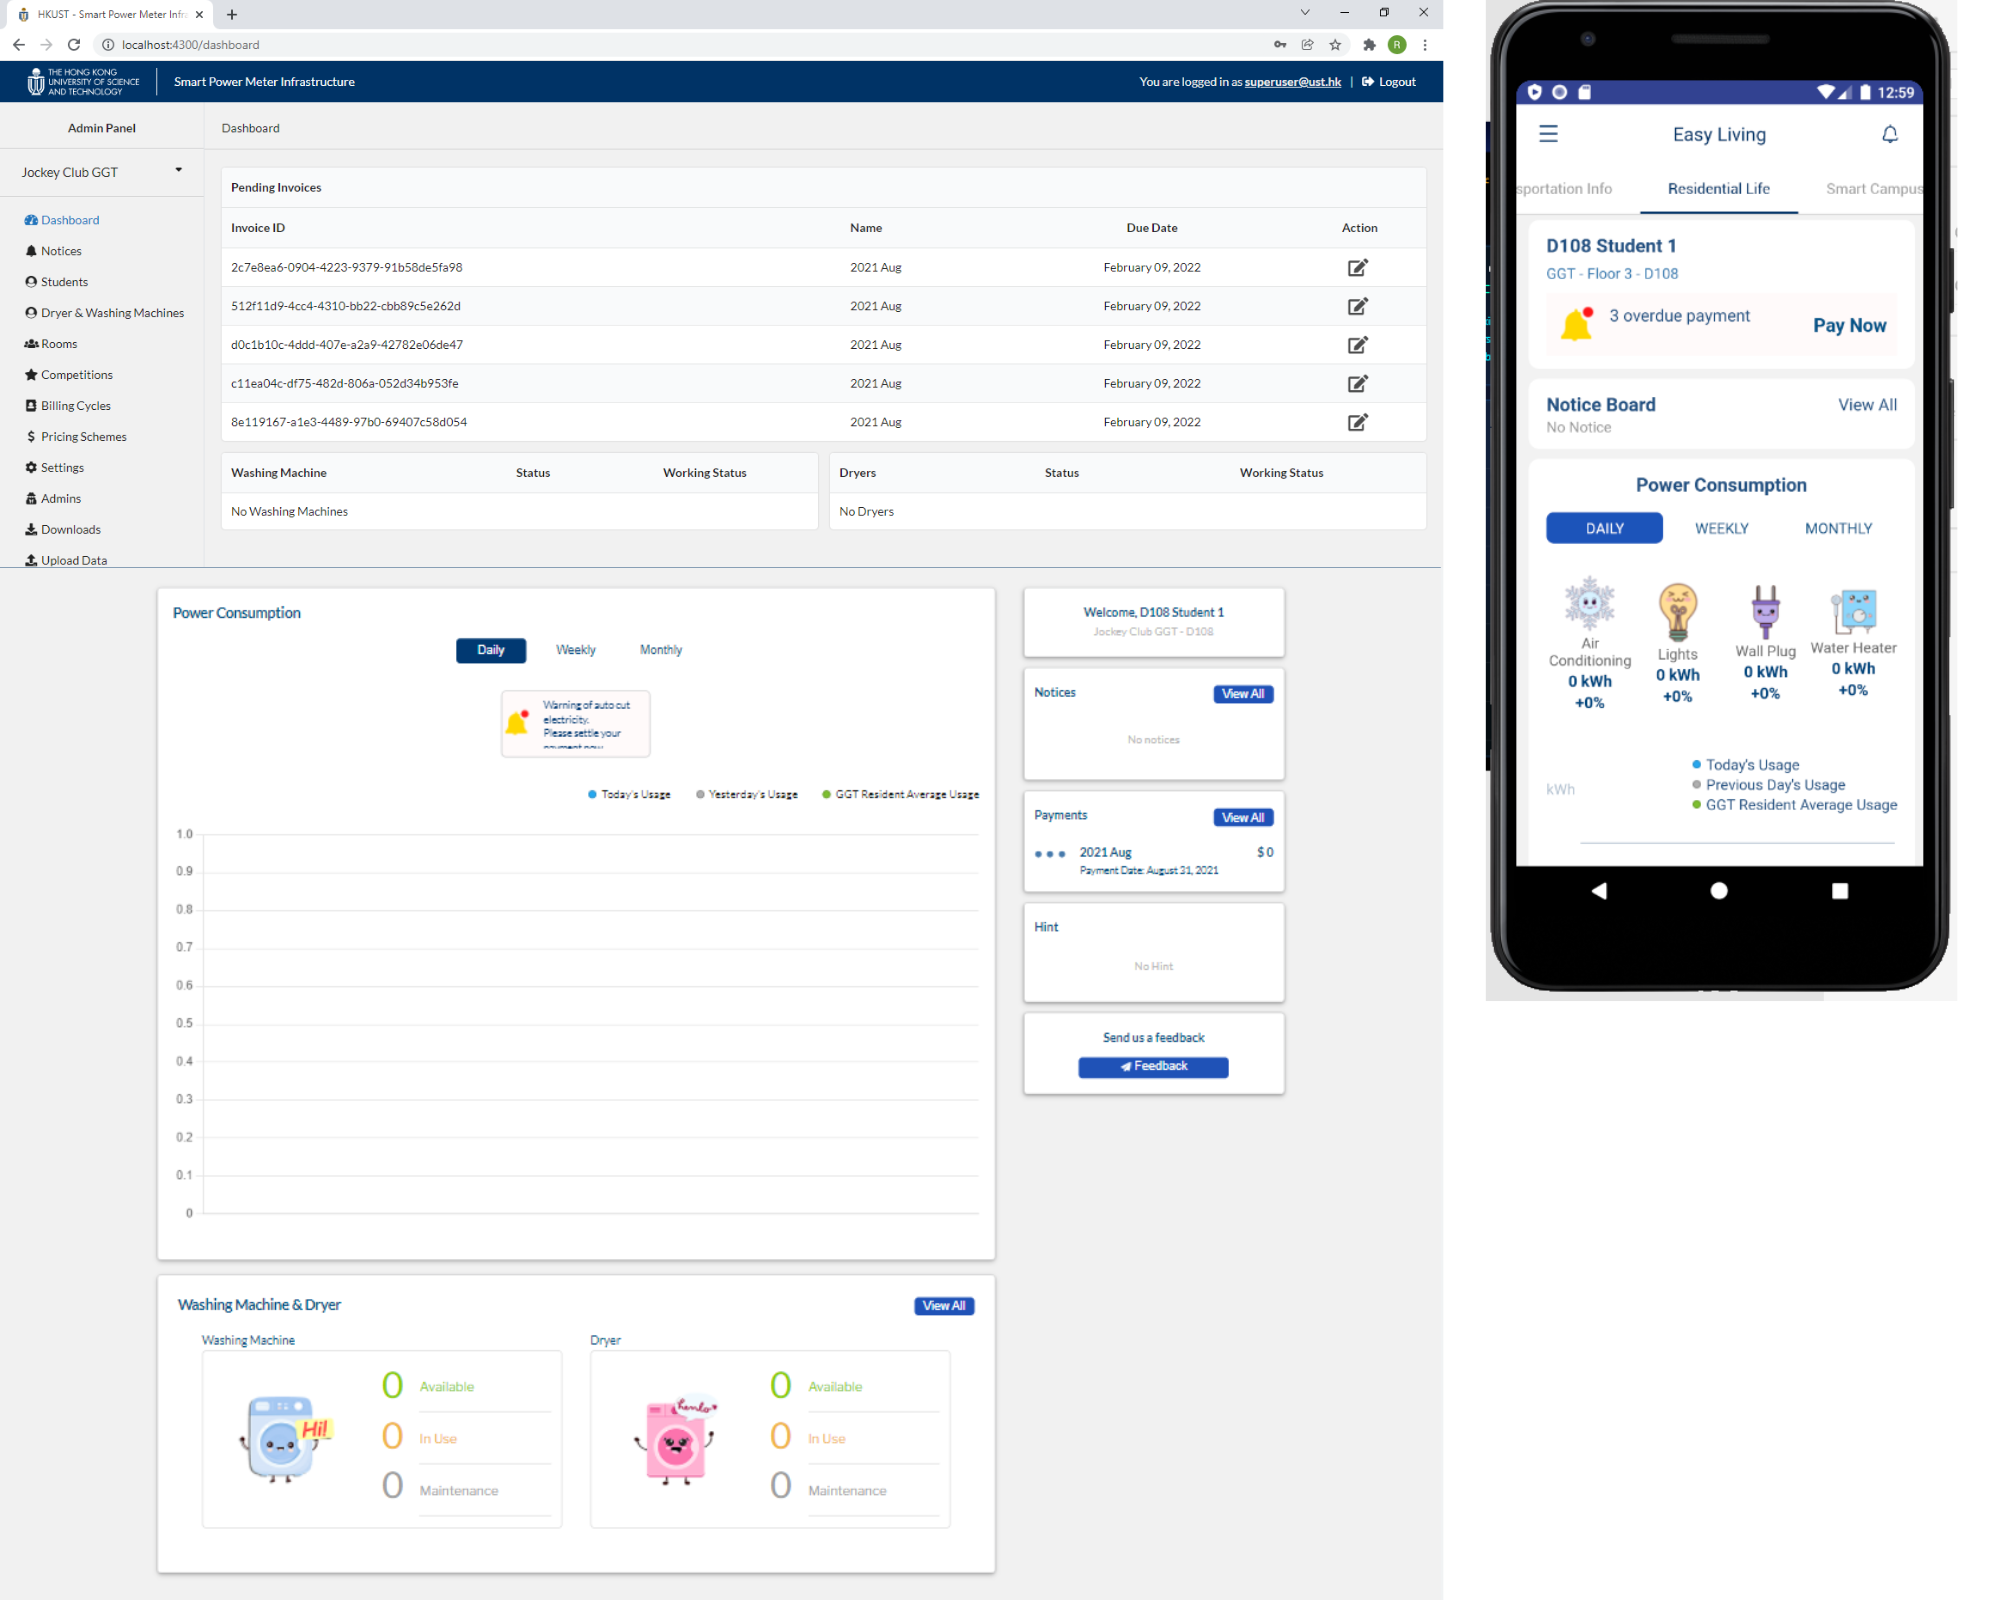 HKUST - Smart Power Meter Infr
localhost:4300/dashboard
R
THE HONG KONG
UNIVERSITY OF SCIENCE
AND TECHNOLOGY
Smart Power Meter Infrastructure
You are logged in as superuser@ust.hk | Logout
Admin Panel
Dashboard
Jockey Club GGT
Dashboard
Notices
Students
Dryer & Washing Machines
Rooms
Competitions
Billing Cycles
Pricing Schemes
Settings
Admins
Downloads
Upload Data
Pending Invoices
Invoice ID Name Due Date Action
2c7e8ea6-0904-4223-9379-91b58de5fa98 2021 Aug February 09, 2022
512f11d9-4cc4-4310-bb22-cbb89c5e262d 2021 Aug February 09, 2022
d0c1b10c-4ddd-407e-a2a9-42782e06de47 2021 Aug February 09, 2022
c11ea04c-df75-482d-806a-052d34b953fe 2021 Aug February 09, 2022
8e119167-a1e3-4489-97b0-69407c58d054 2021 Aug February 09, 2022
Washing Machine Status Working Status
No Washing Machines
Dryers Status Working Status
No Dryers
Power Consumption
Daily Weekly Monthly
Warning of auto cut
electricity.
Please settle your
payment now
Today's Usage Yesterday's Usage GGT Resident Average Usage
1.0
0.9
0.8
0.7
0.6
0.5
0.4
0.3
0.2
0.1
0
Washing Machine & Dryer View All
Washing Machine
Hi!
0 Available
0 In Use
0 Maintenance
Dryer
henlo
0 Available
0 In Use
0 Maintenance
Welcome, D108 Student 1
Jockey Club GGT - D108
Notices View All
No notices
Payments View All
2021 Aug $ 0
Payment Date: August 31, 2021
Hint
No Hint
Send us a feedback
Feedback
12:59
Easy Living
sportation Info Residential Life Smart Campus
D108 Student 1
GGT - Floor 3 - D108
3 overdue payment
Pay Now
Notice Board View All
No Notice
Power Consumption
DAILY WEEKLY MONTHLY
Air
Conditioning
0 kWh
+0%
Lights
0 kWh
+0%
Wall Plug
0 kWh
+0%
Water Heater
0 kWh
+0%
kWh
Today's Usage
Previous Day's Usage
GGT Resident Average Usage